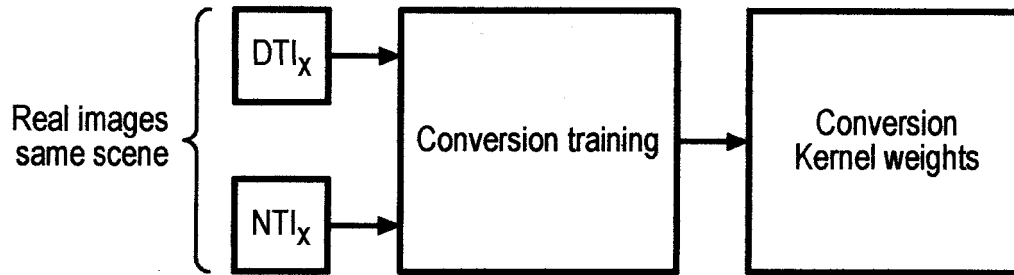 Real images
same scene
DTIx
NTIx
Conversion training
Conversion
Kernel weights